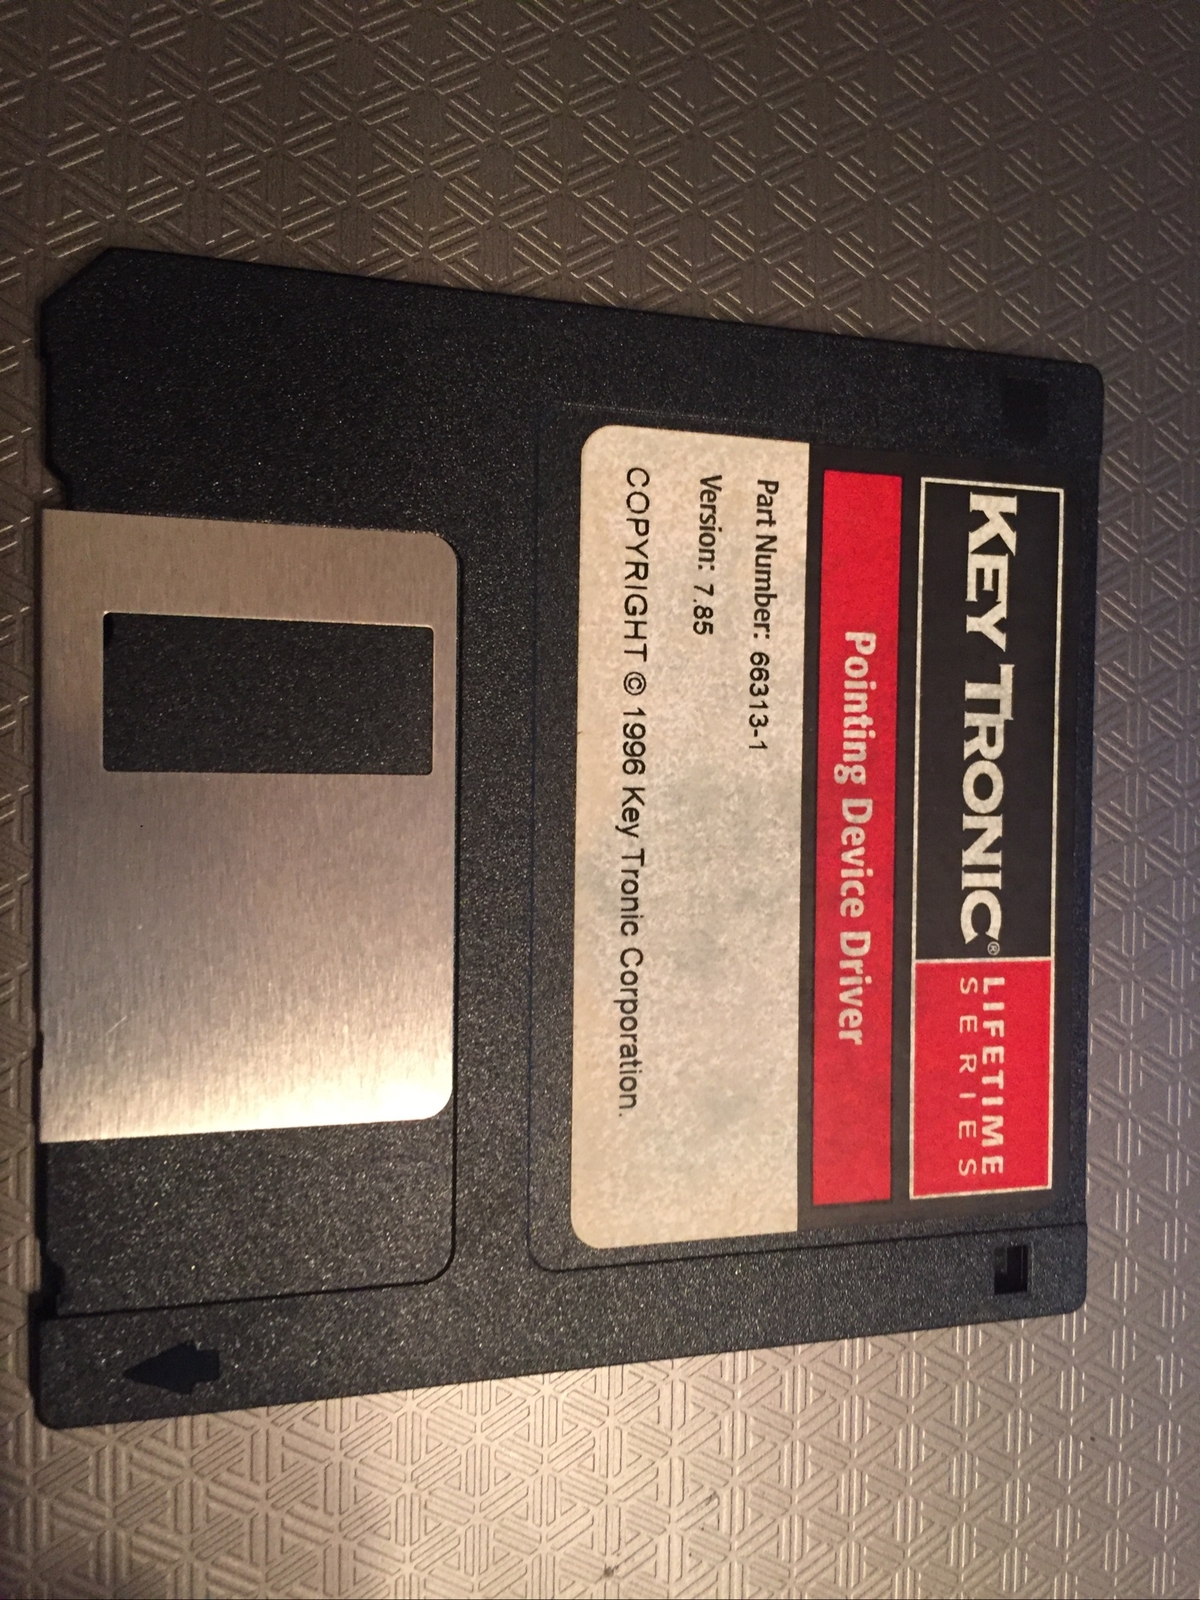 KEY TRONIC®
LIFETIME
SERIES
Pointing Device Driver
Part Number: 66313-1
Version: 7.85
COPYRIGHT © 1996 Key Tronic Corporation.